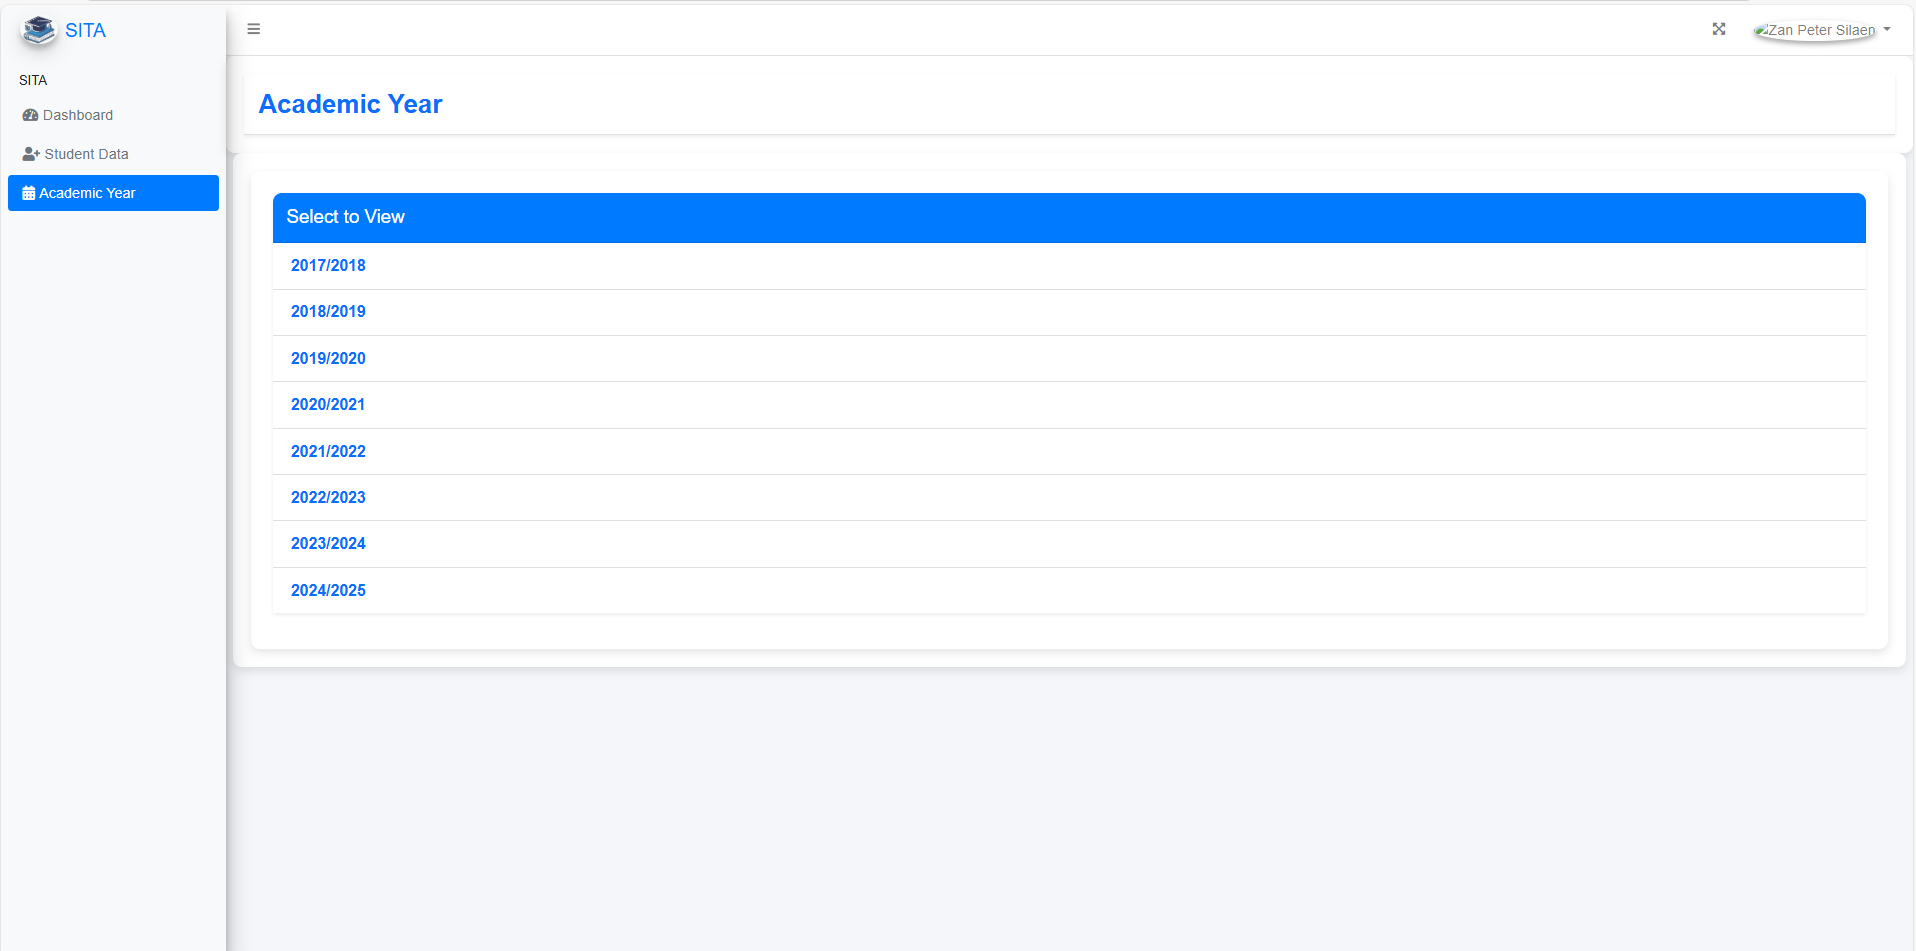 SITA
Zan Peter Silaen
SITA
Dashboard
Student Data
Academic Year
Academic Year
Select to View
2017/2018
2018/2019
2019/2020
2020/2021
2021/2022
2022/2023
2023/2024
2024/2025